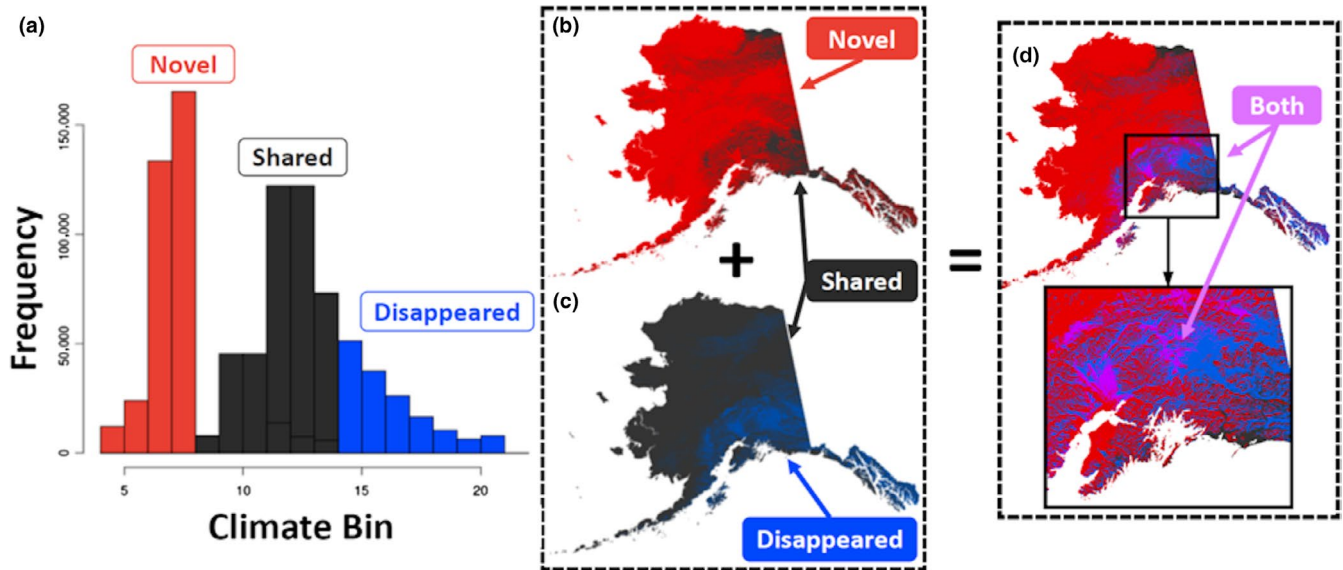 (a)
Novel
Shared
Disappeared
Frequency
0
50.000
100.000
150.000
5
10
15
20
Climate Bin
(b)
Novel
+
Shared
(c)
Disappeared
=
(d)
Both